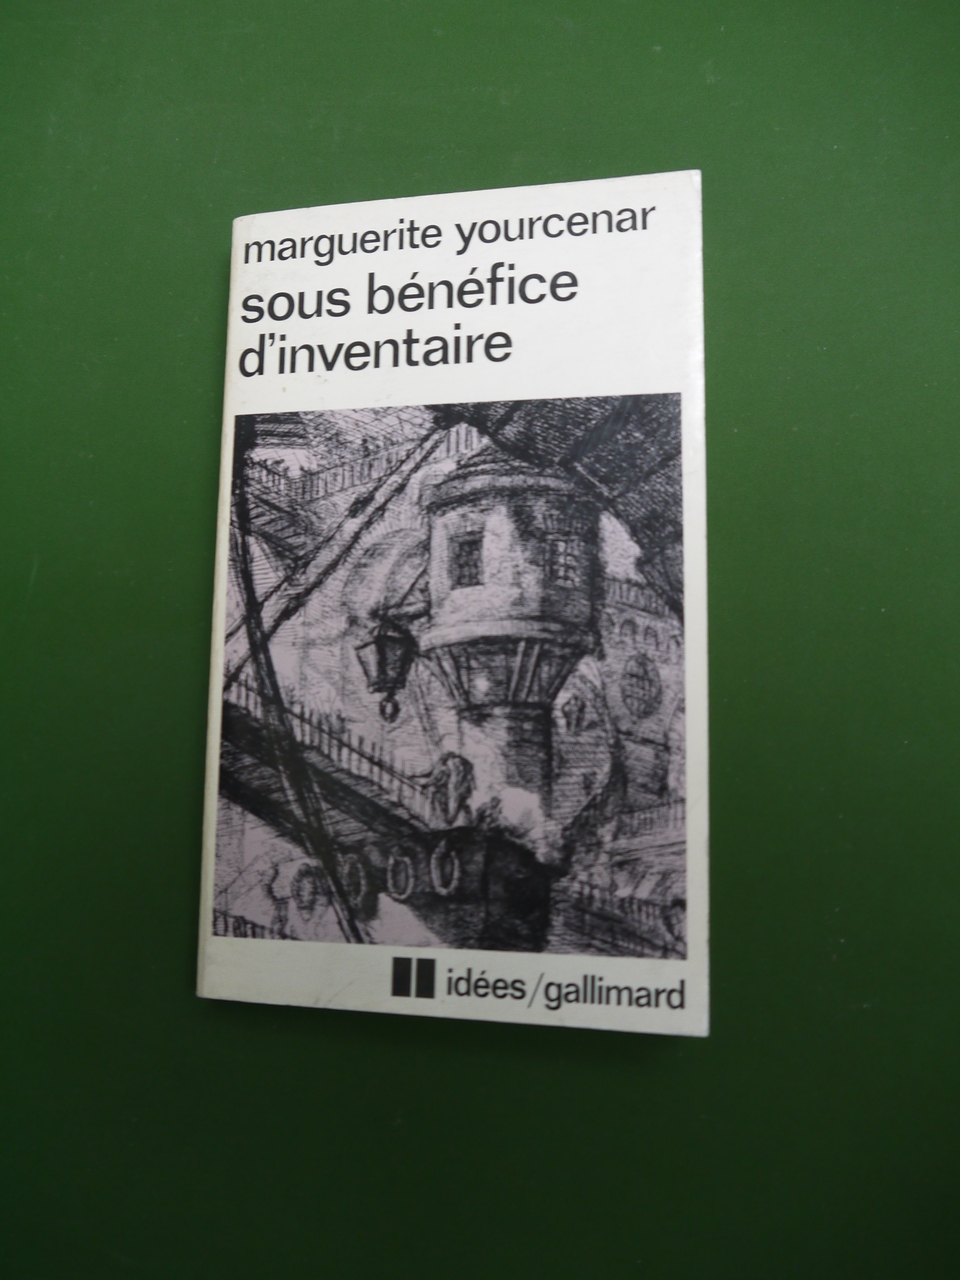 marguerite yourcenar
sous bénéfice
d'inventaire
idées/gallimard